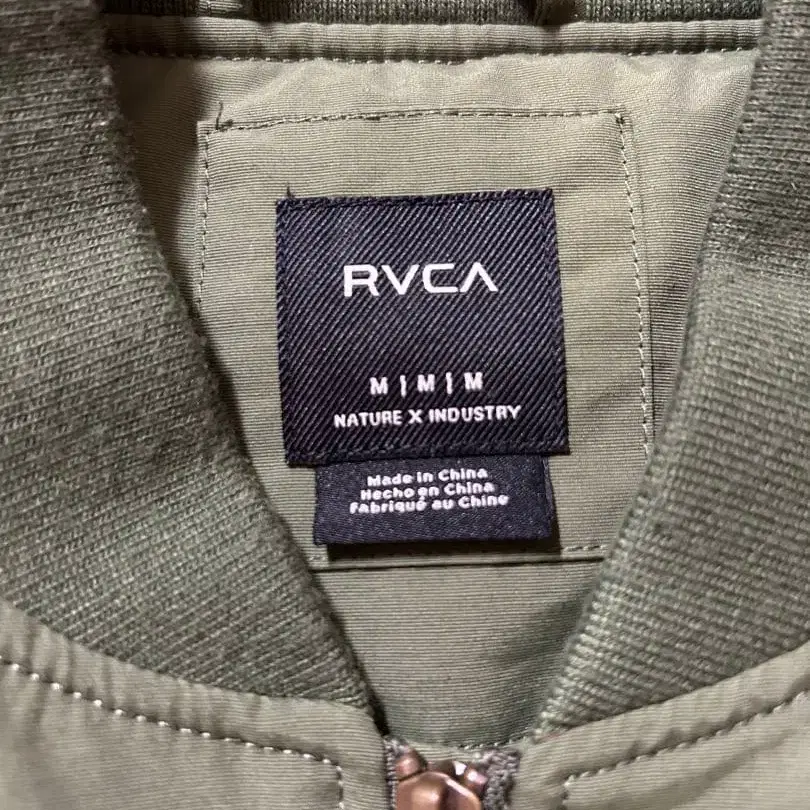 RVCA
M | M | M
NATURE X INDUSTRY
Made in China
Hecho en China
Fabriqué au Chine